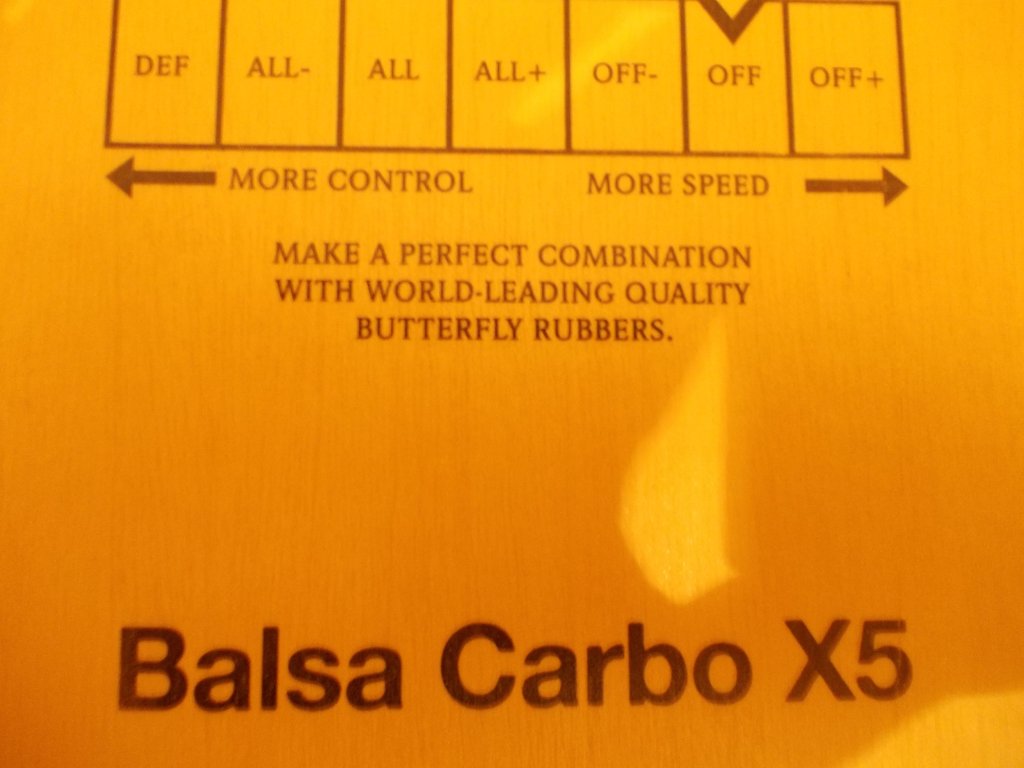 DEF ALL- ALL ALL+ OFF- OFF OFF+
MORE CONTROL MORE SPEED
MAKE A PERFECT COMBINATION
WITH WORLD-LEADING QUALITY
BUTTERFLY RUBBERS.
Balsa Carbo X5